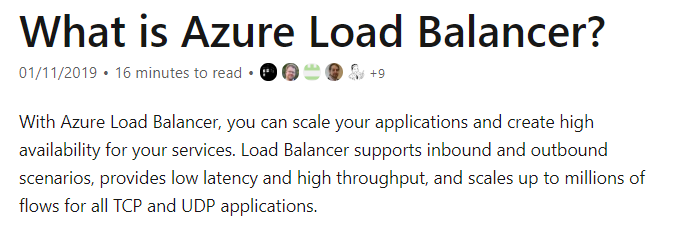 What is Azure Load Balancer?
01/11/2019 • 16 minutes to read • +9
With Azure Load Balancer, you can scale your applications and create high
availability for your services. Load Balancer supports inbound and outbound
scenarios, provides low latency and high throughput, and scales up to millions of
flows for all TCP and UDP applications.